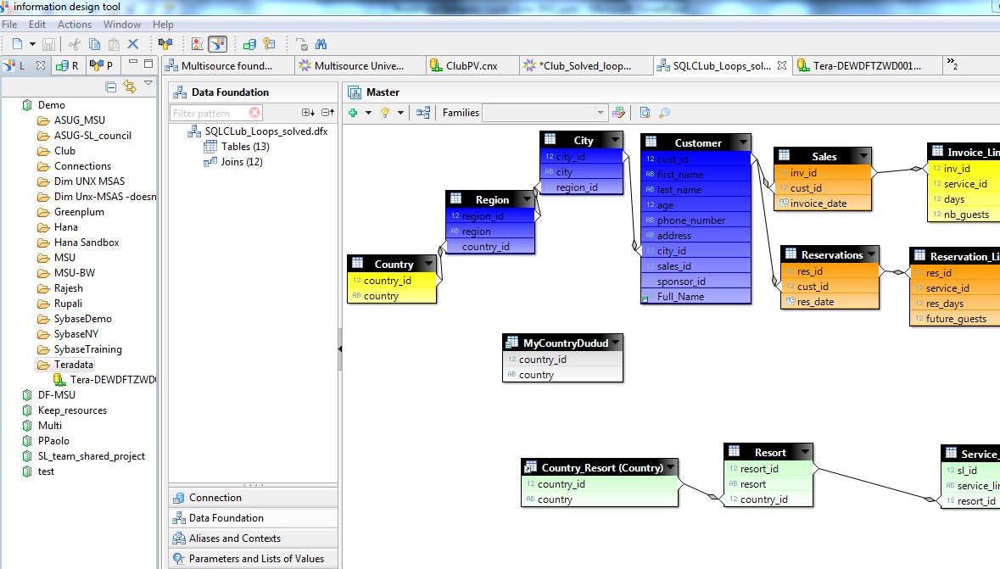 information design tool
File Edit Actions Window Help
L R P
Multisource found... Multisource Unive... ClubPV.cnx *Club_Solved_loop... SQLCLub_Loops_sol... Tera-DEWDFTZWD001... »2
Demo
ASUG_MSU
ASUG-SL_council
Club
Connections
Dim UNX MSAS
Dim Unx-MSAS -doesn
Greenplum
Hana
Hana Sandbox
MSU
MSU-BW
Rajesh
Rupali
SybaseDemo
SybaseNY
SybaseTraining
Teradata
Tera-DEWDFTZWD
DF-MSU
Keep_resources
Multi
PPaolo
SL_team_shared_project
test
Data Foundation
Filter pattern
SQLCLub_Loops_solved.dfx
Tables (13)
Joins (12)
Connection
Data Foundation
Aliases and Contexts
Parameters and Lists of Values
Master
Families
Country
12 country_id
AB country
Region
12 region_id
AB region
12 country_id
City
12 city_id
AB city
12 region_id
Customer
12 cust_id
AB first_name
AB last_name
12 age
AB phone_number
AB address
12 city_id
12 sales_id
12 sponsor_id
Full_Name
Sales
12 inv_id
12 cust_id
invoice_date
Reservations
12 res_id
12 cust_id
res_date
Invoice_Lin
12 inv_id
12 service_id
12 days
12 nb_guests
Reservation_Li
12 res_id
12 service_id
12 res_days
12 future_guests
MyCountryDudud
12 country_id
AB country
Country_Resort (Country)
12 country_id
AB country
Resort
12 resort_id
AB resort
12 country_id
Service_
12 sl_id
AB service_lin
12 resort_id